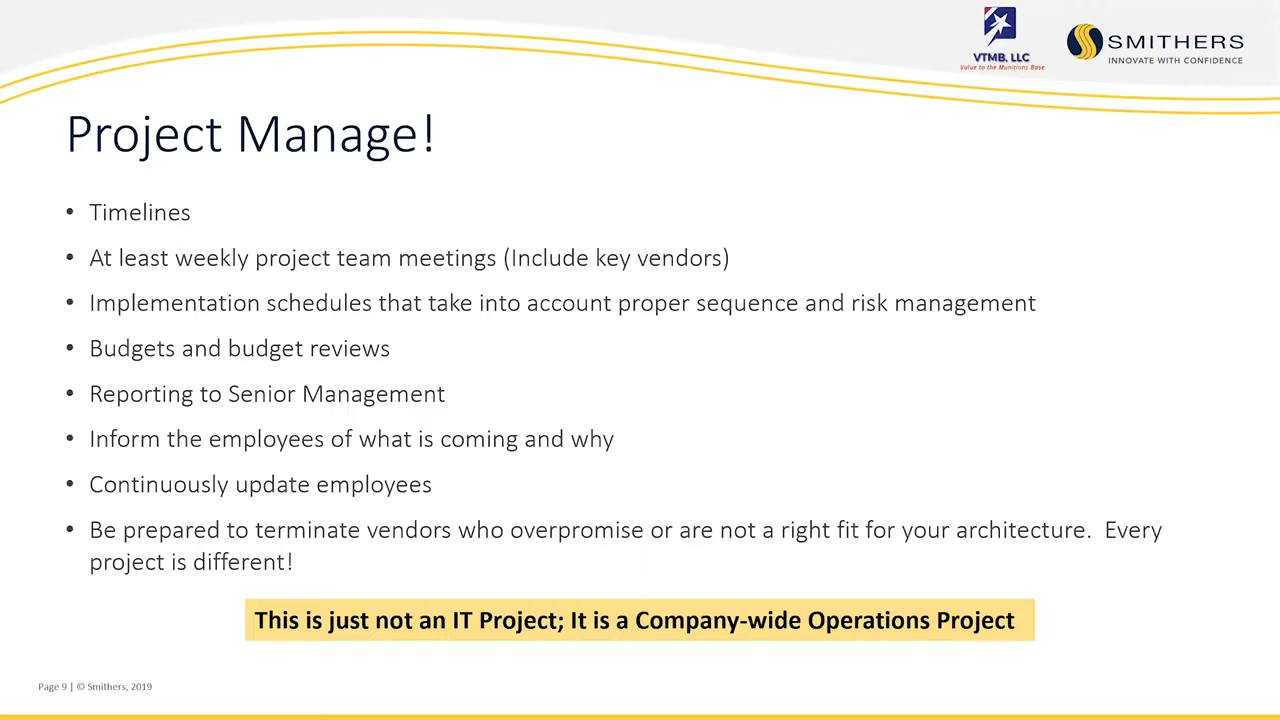 VTMB, LLC
Value to the Munitions Base
SMITHERS
INNOVATE WITH CONFIDENCE
Project Manage!
• Timelines
• At least weekly project team meetings (Include key vendors)
• Implementation schedules that take into account proper sequence and risk management
• Budgets and budget reviews
• Reporting to Senior Management
• Inform the employees of what is coming and why
• Continuously update employees
• Be prepared to terminate vendors who overpromise or are not a right fit for your architecture.  Every
project is different!
This is just not an IT Project; It is a Company-wide Operations Project
Page 9 | © Smithers, 2019